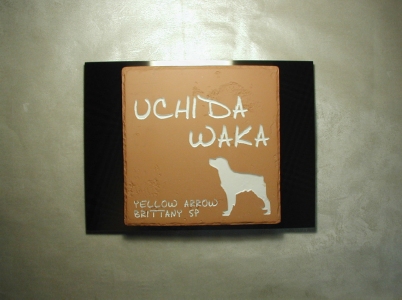 UCHIDA
WAKA
YELLOW ARROW
BRITTANY SP